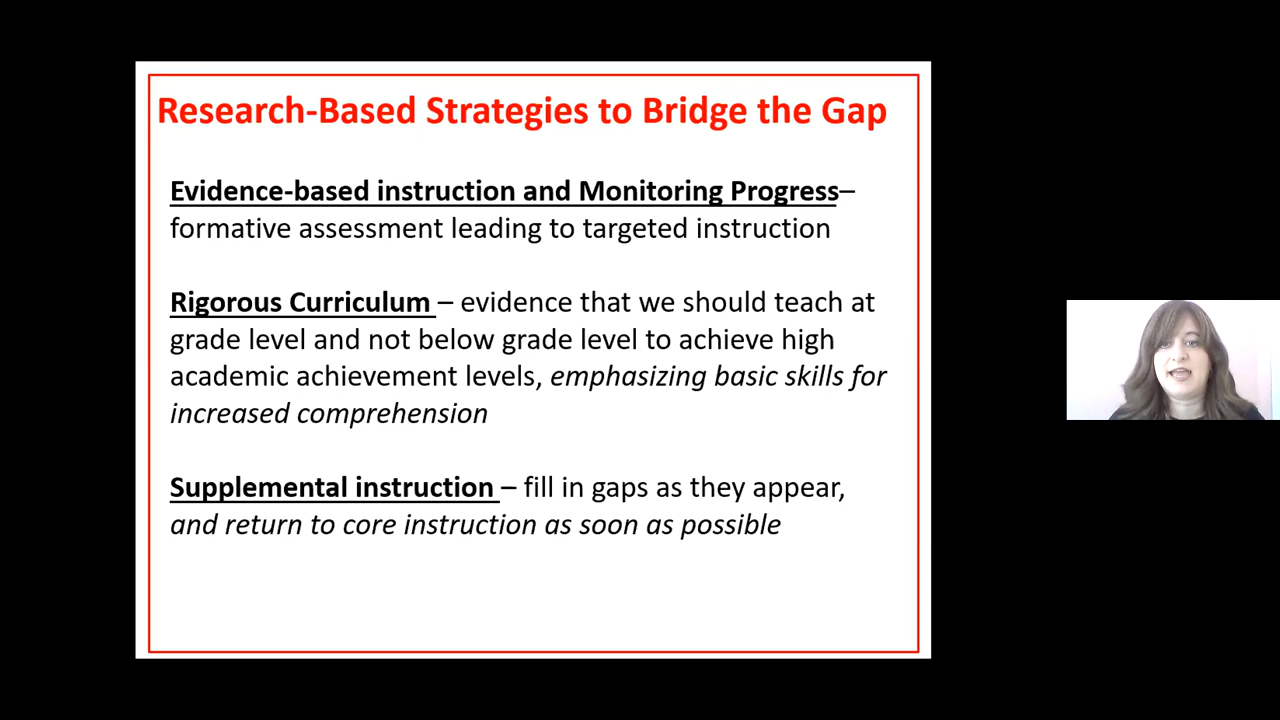 Research-Based Strategies to Bridge the Gap
Evidence-based instruction and Monitoring Progress–
formative assessment leading to targeted instruction
Rigorous Curriculum – evidence that we should teach at
grade level and not below grade level to achieve high
academic achievement levels, emphasizing basic skills for
increased comprehension
Supplemental instruction – fill in gaps as they appear,
and return to core instruction as soon as possible